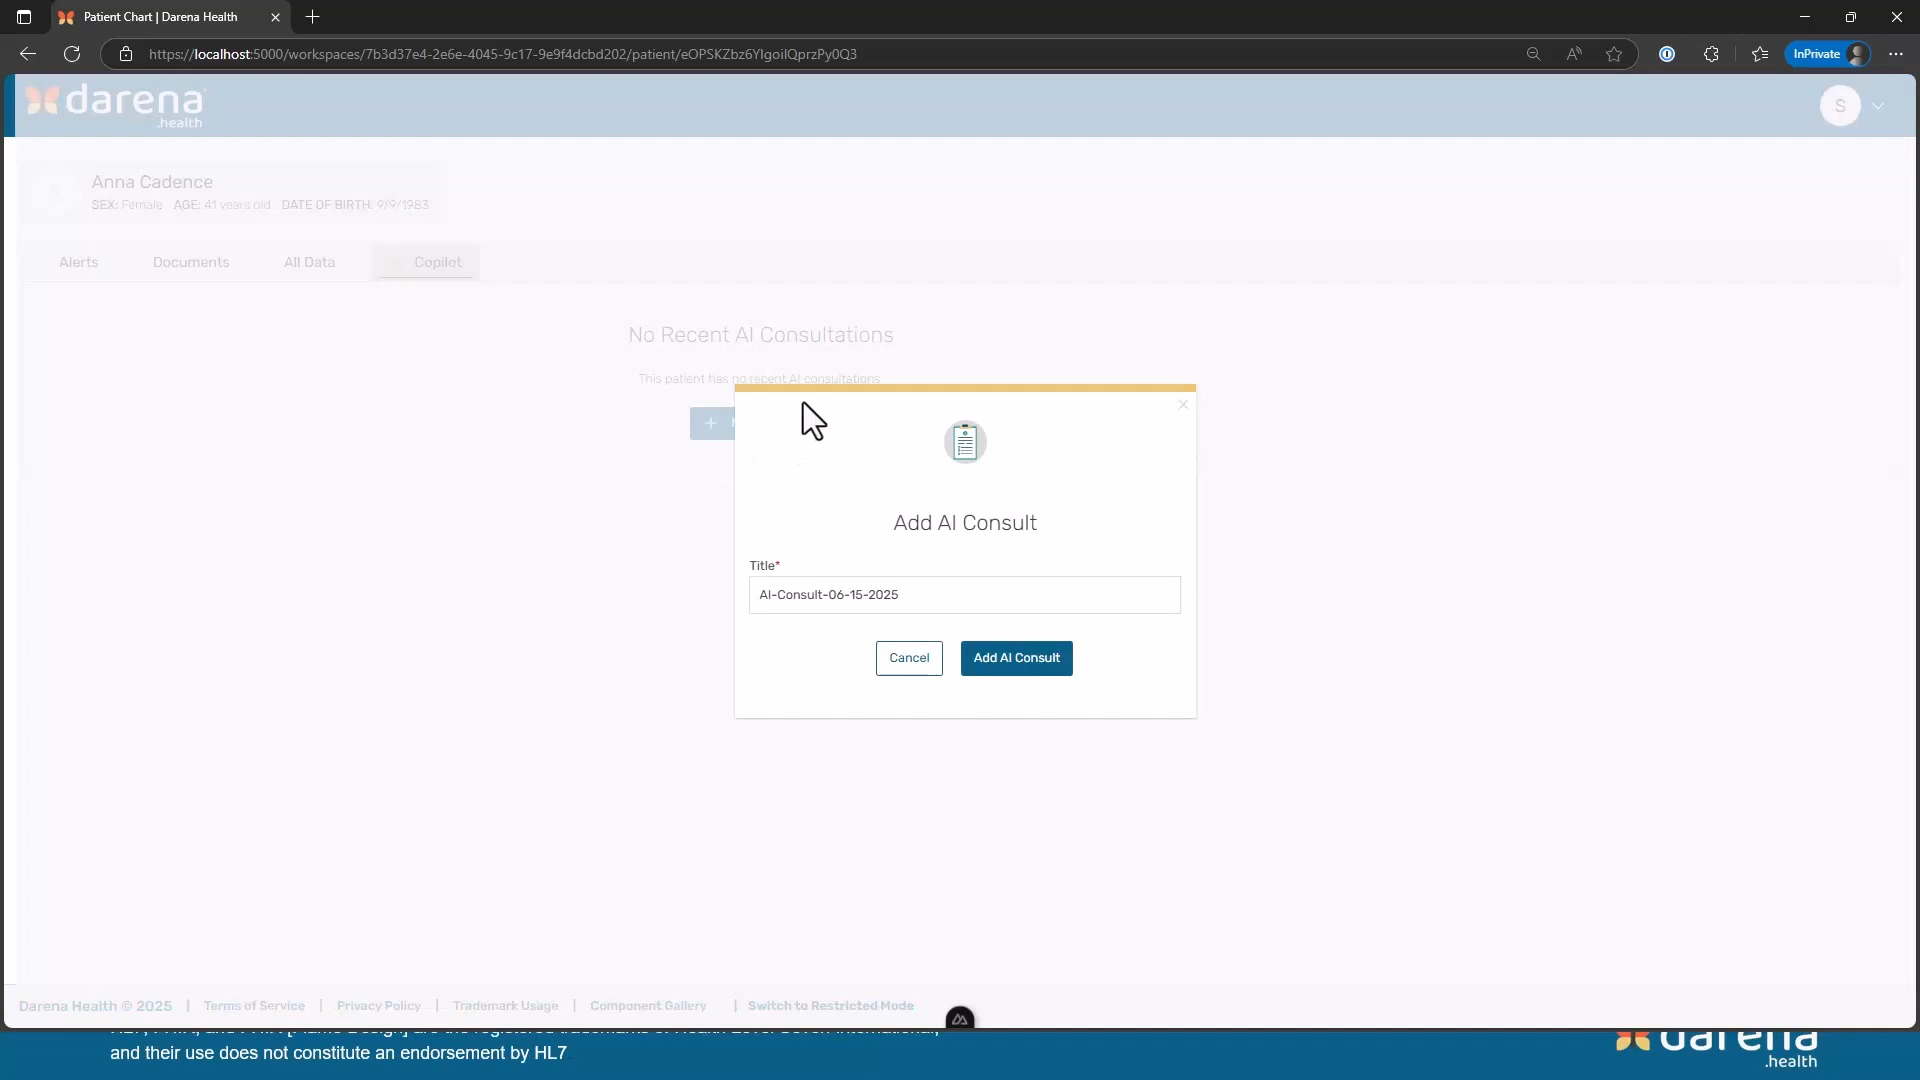 Patient Chart | Darena Health
https://localhost:5000/workspaces/7b3d37e4-2e6e-4045-9c17-9e9f4dcbd202/patient/eOPSKZbz6YIgoilQprzPy0Q3
InPrivate
darena
.health
S
Anna Cadence
SEX: Female AGE: 41 years old DATE OF BIRTH: 9/9/1983
Alerts
Documents
All Data
Copilot
No Recent AI Consultations
This patient has no recent AI consultations.
Add AI Consult
Title*
AI-Consult-06-15-2025
Cancel
Add AI Consult
Darena Health © 2025 | Terms of Service | Privacy Policy | Trademark Usage | Component Gallery | Switch to Restricted Mode
and their use does not constitute an endorsement by HL7
darena
.health